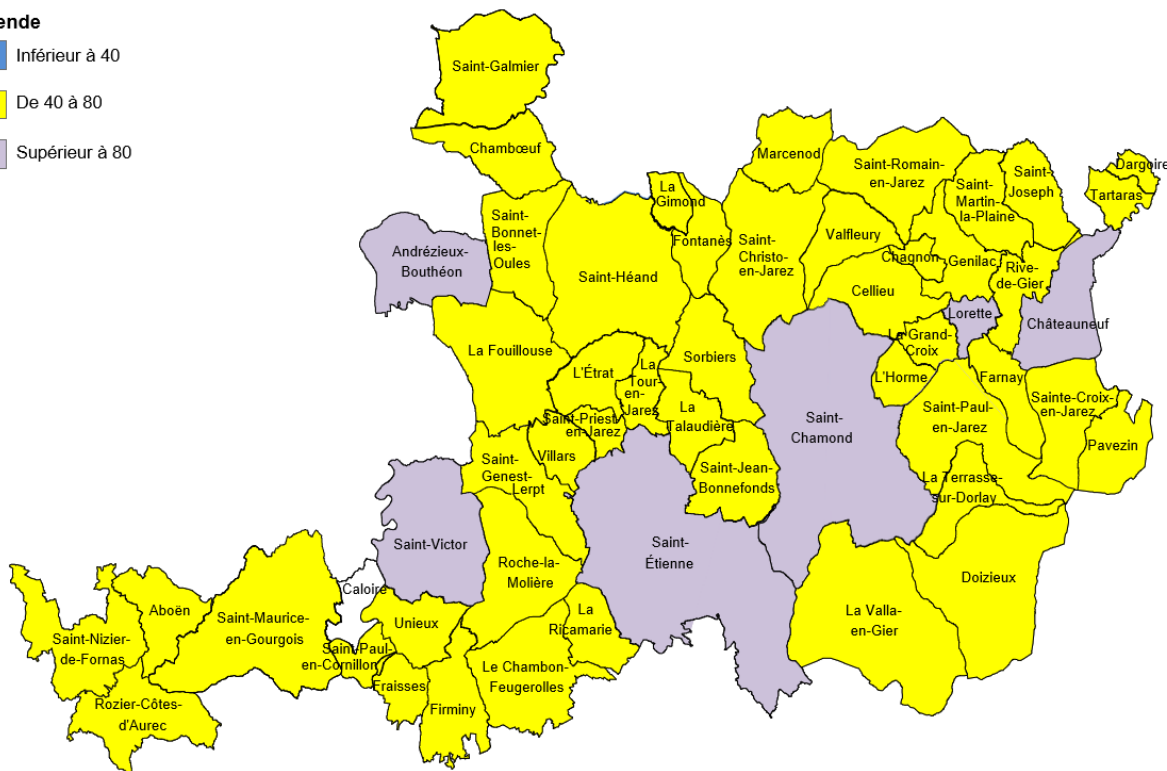 ende
Inférieur à 40
De 40 à 80
Supérieur à 80
Saint-Galmier
Chambœuf
Marcenod
Saint-Romain-
en-Jarez
Saint-
Joseph
Dargoire
Tartaras
La
Gimond
Saint-
Martin-
la-Plaine
Saint-
Bonnet-
les-
Oules
Andrézieux-
Bouthéon
Saint-Héand
Fontanès
Saint-
Christo-
en-Jarez
Valfleury
Chagnon
Genilac
Rive-
de-Gier
Cellieu
Lorette
Châteauneuf
La Fouillouse
L'Étrat
La
Tour-
en-
Jarez
Sorbiers
La Grand-
Croix
L'Horme
Farnay
Sainte-Croix-
en-Jarez
Saint-Priest-
en-Jarez
La
Talaudière
Saint-
Chamond
Saint-Paul-
en-Jarez
Pavezin
Villars
Saint-
Genest-
Lerpt
Saint-Jean-
Bonnefonds
La Terrasse-
sur-Dorlay
Saint-Victor
Saint-
Étienne
Roche-la-
Molière
Doizieux
Caloire
Aboën
Saint-Maurice-
en-Gourgois
Unieux
La
Ricamarie
La Valla-
en-Gier
Saint-Nizier-
de-Fornas
Saint-Paul-
en-Cornillon
Le Chambon-
Feugerolles
Fraisses
Firminy
Rozier-Côtes-
d'Aurec